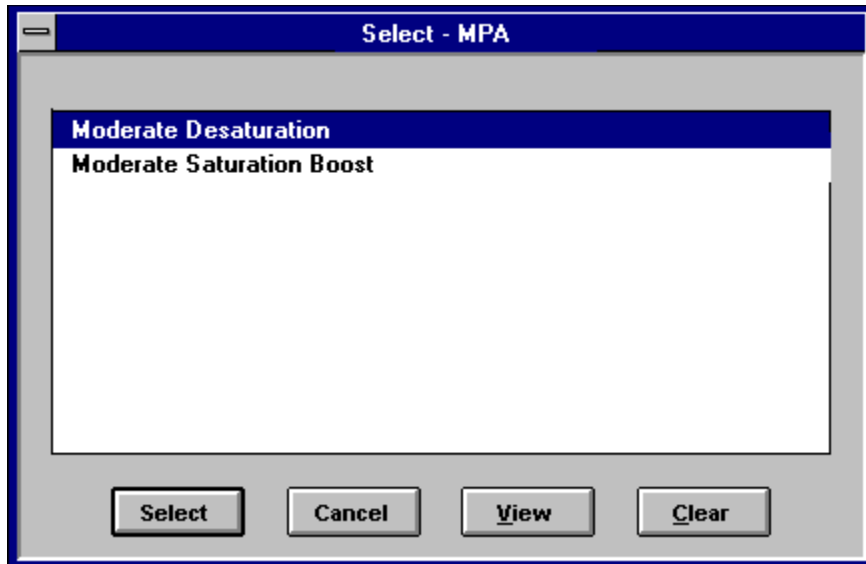 Select - MPA
Moderate Desaturation
Moderate Saturation Boost
Select Cancel View Clear